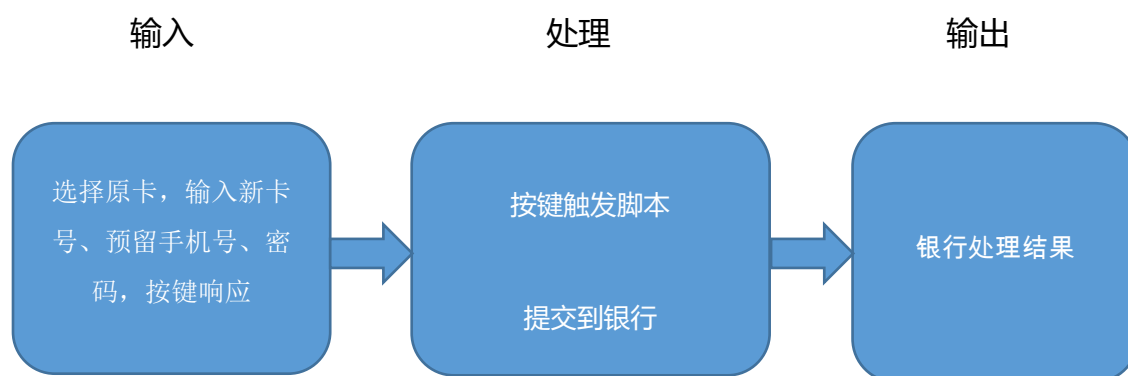 输入
处理
输出
选择原卡，输入新卡
号、预留手机号、密
码，按键响应
按键触发脚本
提交到银行
银行处理结果